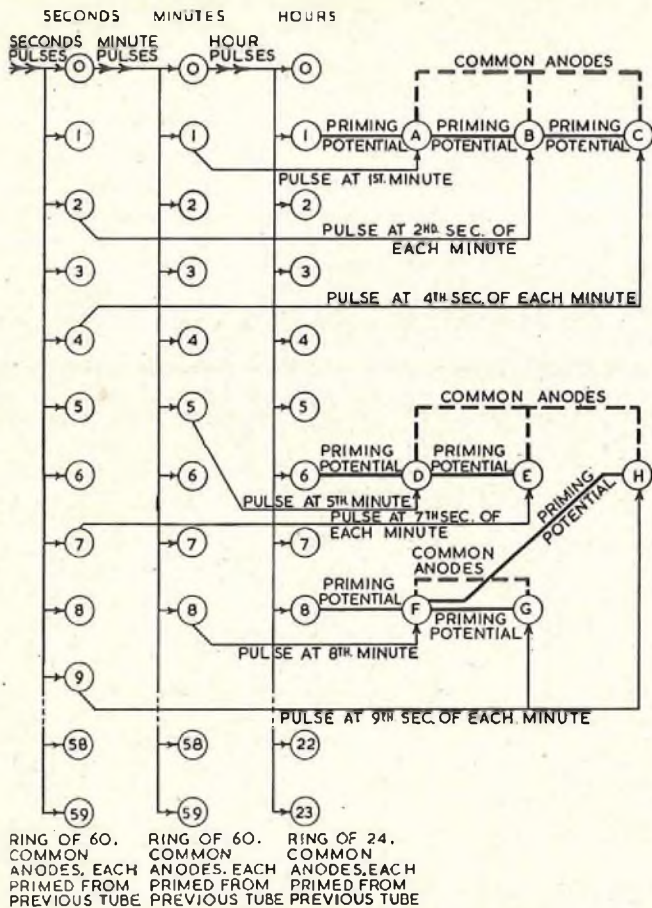 SECONDS MINUTES HOURS
SECONDS MINUTE HOUR
PULSES PULSES PULSES
0 0 0
COMMON ANODES
1 1 1 PRIMING POTENTIAL A PRIMING POTENTIAL B PRIMING POTENTIAL C
PULSE AT 1ST. MINUTE
2 2 2
PULSE AT 2ND. SEC. OF
EACH MINUTE
3 3 3
PULSE AT 4TH. SEC. OF EACH MINUTE
4 4 4
COMMON ANODES
5 5 5
6 6 6 PRIMING POTENTIAL D PRIMING POTENTIAL E PRIMING POTENTIAL H
PULSE AT 5TH. MINUTE
PULSE AT 7TH SEC. OF
EACH MINUTE
7 7 7
COMMON
ANODES
8 8 8 PRIMING POTENTIAL F PRIMING POTENTIAL G
PULSE AT 8TH. MINUTE
9
PULSE AT 9TH SEC. OF EACH MINUTE
58 58 22
59 59 23
RING OF 60. RING OF 60. RING OF 24.
COMMON COMMON COMMON
ANODES. EACH ANODES. EACH ANODES, EACH
PRIMED FROM PRIMED FROM PRIMED FROM
PREVIOUS TUBE PREVIOUS TUBE PREVIOUS TUBE